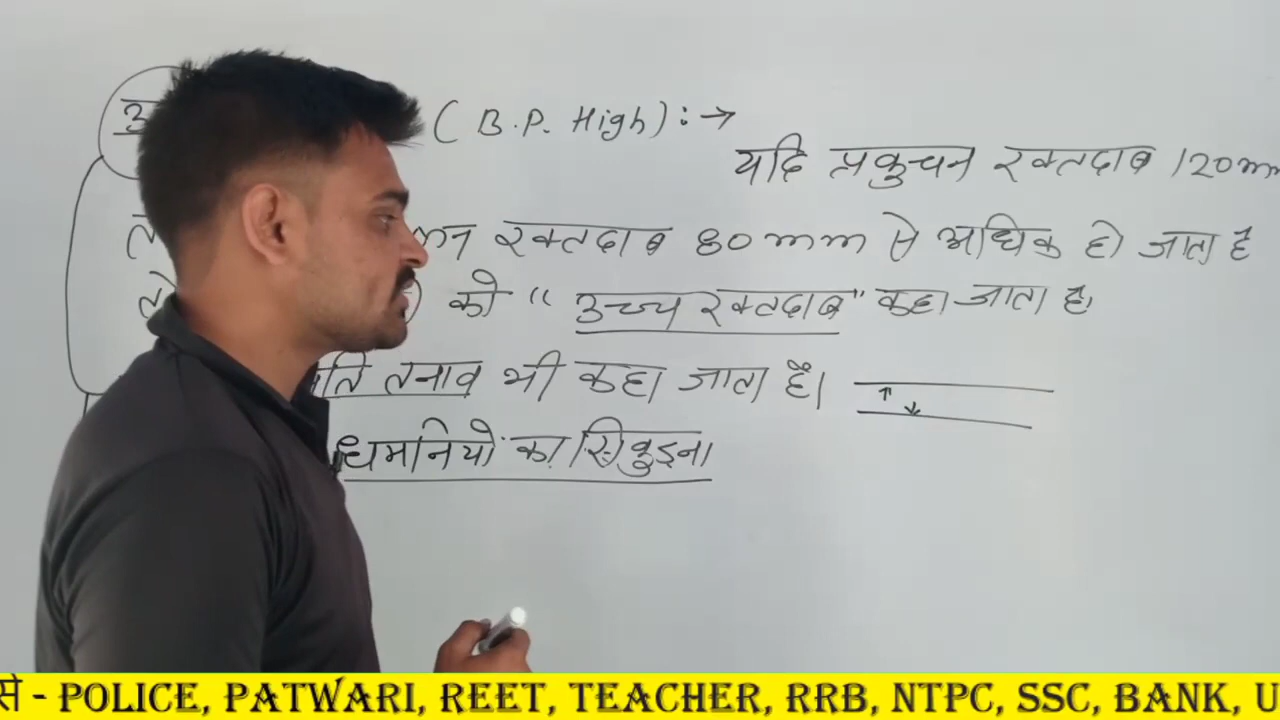 ( B.P. High) : →
यदि प्रकुचन रक्तदाब 120mm
रक्तदाब 80 mm से अधिक हो जाता है
को " उच्च रक्तदाब" कहा जाता है।
तनाव भी कहा जाता है।
धमनियो का सिकुड़ना
से - POLICE, PATWARI, REET, TEACHER, RRB, NTPC, SSC, BANK, U